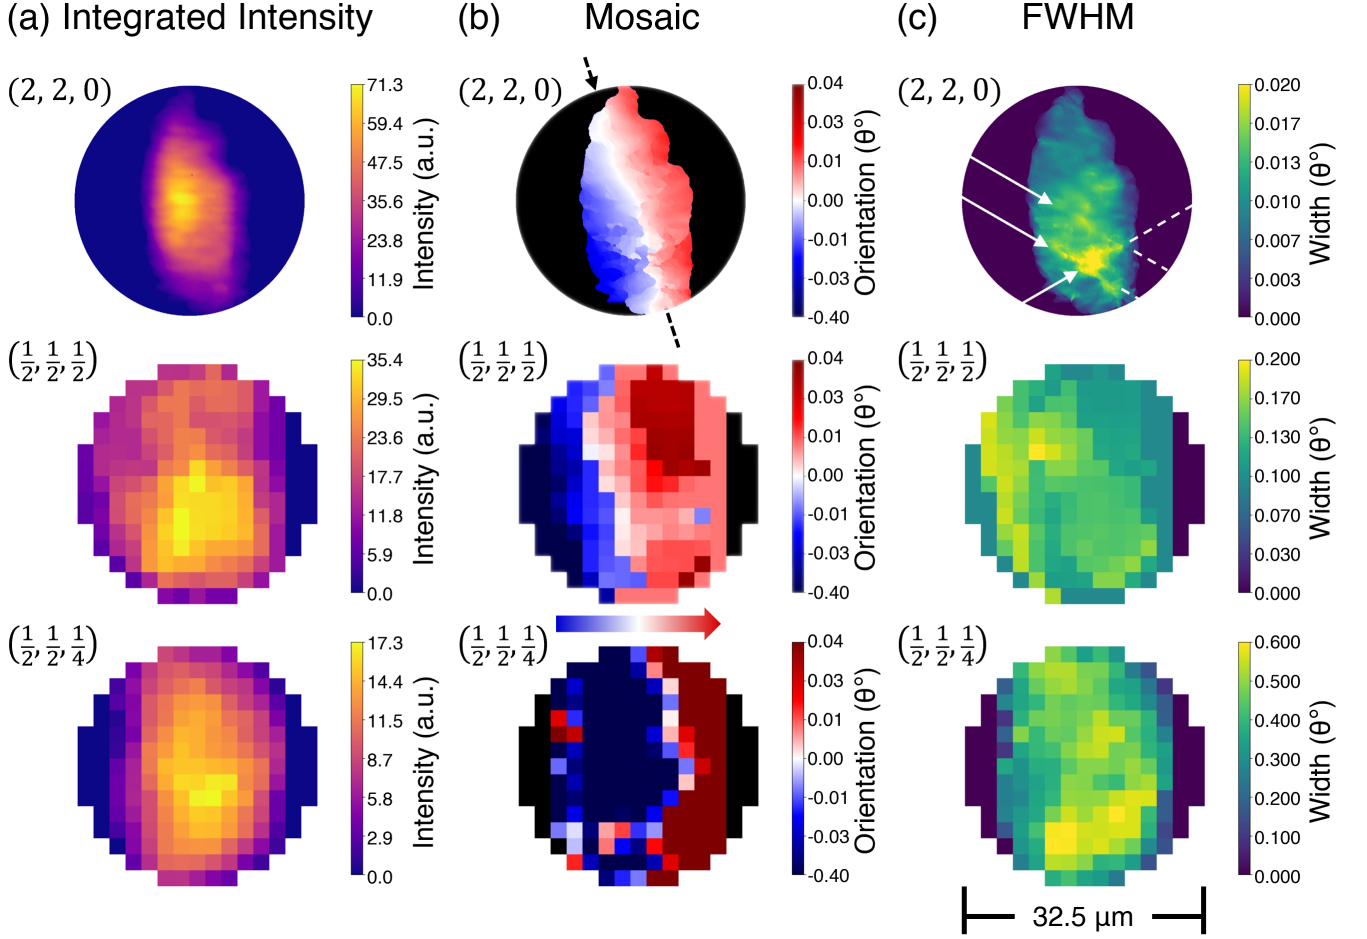 (a) Integrated Intensity
(b) Mosaic
(c) FWHM
(2, 2, 0)
71.3
59.4
47.5
35.6
23.8
11.9
0.0
Intensity (a.u.)
(2, 2, 0)
0.04
0.03
0.01
0.00
-0.01
-0.03
-0.40
Orientation (θ°)
(2, 2, 0)
0.020
0.017
0.013
0.010
0.007
0.003
0.000
Width (θ°)
(1/2, 1/2, 1/2)
35.4
29.5
23.6
17.7
11.8
5.9
0.0
Intensity (a.u.)
(1/2, 1/2, 1/2)
0.04
0.03
0.01
0.00
-0.01
-0.03
-0.40
Orientation (θ°)
(1/2, 1/2, 1/2)
0.200
0.170
0.130
0.100
0.070
0.030
0.000
Width (θ°)
(1/2, 1/2, 1/4)
17.3
14.4
11.5
8.7
5.8
2.9
0.0
Intensity (a.u.)
(1/2, 1/2, 1/4)
0.04
0.03
0.01
0.00
-0.01
-0.03
-0.40
Orientation (θ°)
(1/2, 1/2, 1/4)
0.600
0.500
0.400
0.300
0.200
0.100
0.000
Width (θ°)
32.5 μm